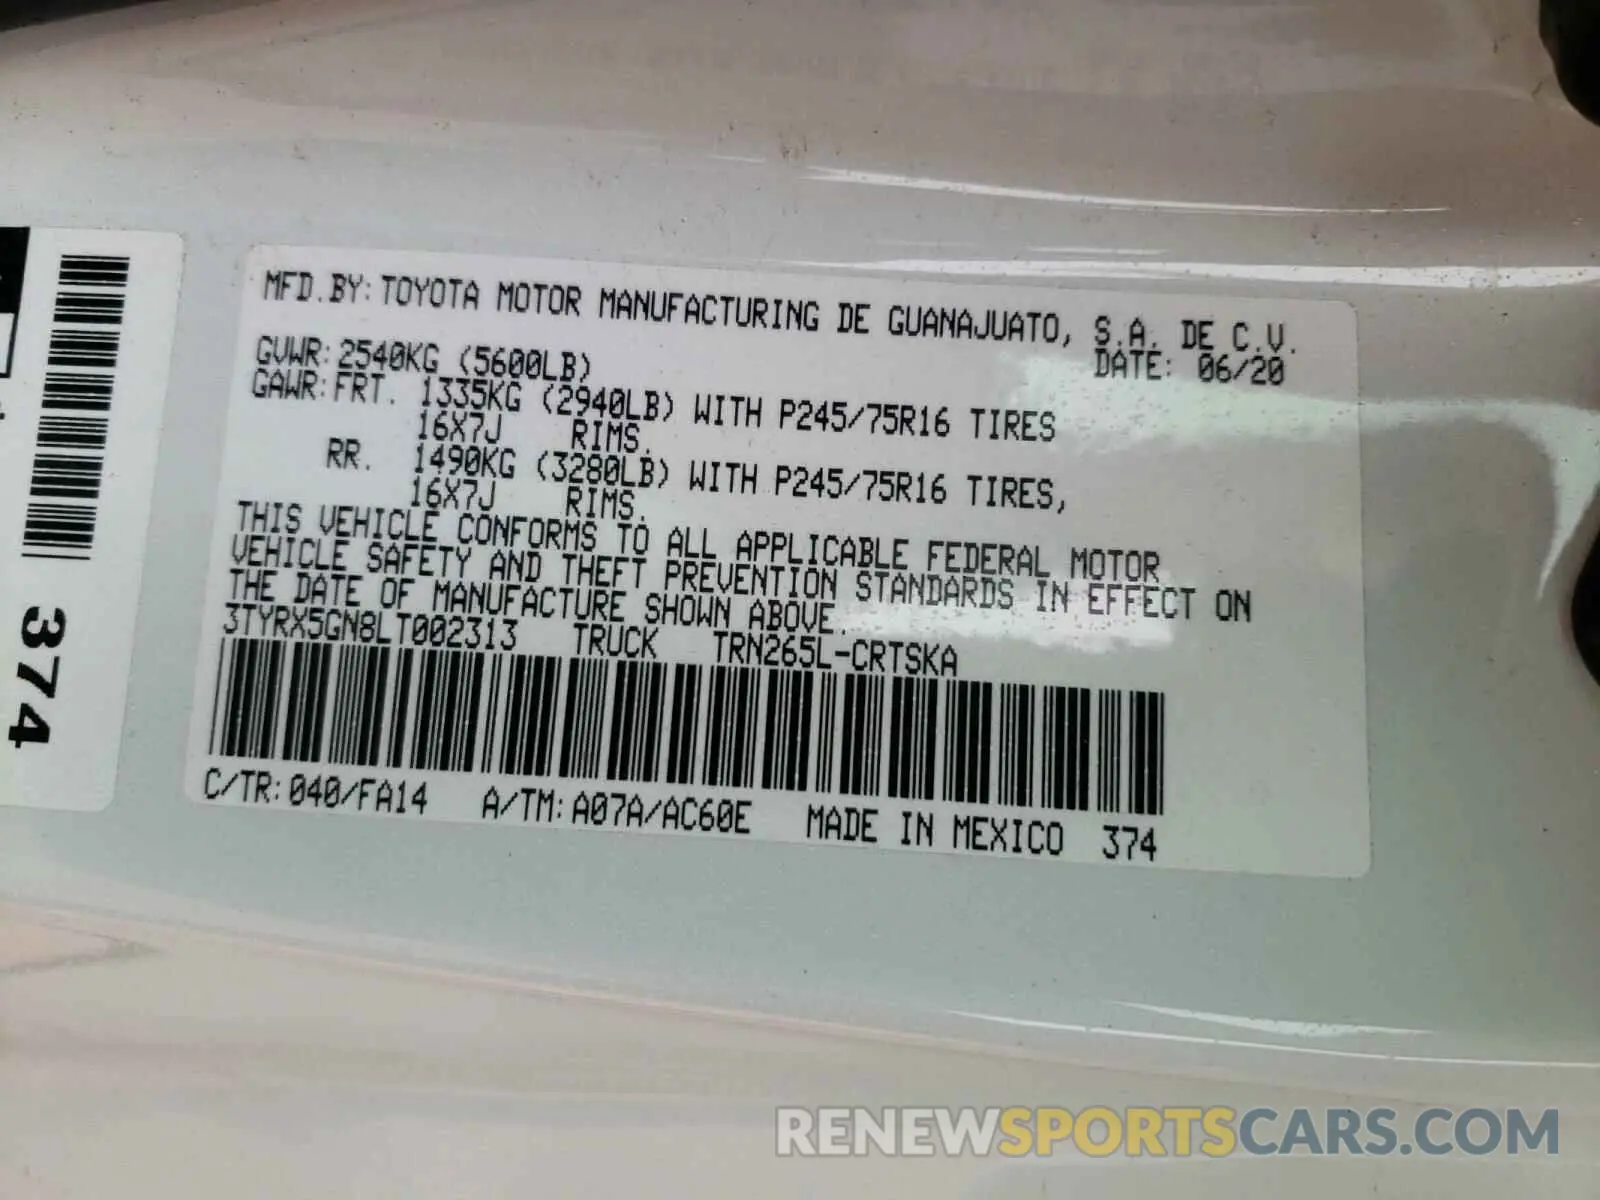 MFD.BY:TOYOTA MOTOR MANUFACTURING DE GUANAJUATO, S.A. DE C.V.
GVWR:2540KG (5600LB) DATE: 06/20
GAWR:FRT. 1335KG (2940LB) WITH P245/75R16 TIRES
16X7J RIMS.
RR. 1490KG (3280LB) WITH P245/75R16 TIRES,
16X7J RIMS.
THIS VEHICLE CONFORMS TO ALL APPLICABLE FEDERAL MOTOR
VEHICLE SAFETY AND THEFT PREVENTION STANDARDS IN EFFECT ON
THE DATE OF MANUFACTURE SHOWN ABOVE.
3TYRX5GN8LT002313 TRUCK TRN265L-CRTSKA
C/TR:040/FA14 A/TM:A07A/AC60E MADE IN MEXICO 374
374
RENEWSPORTSCARS.COM